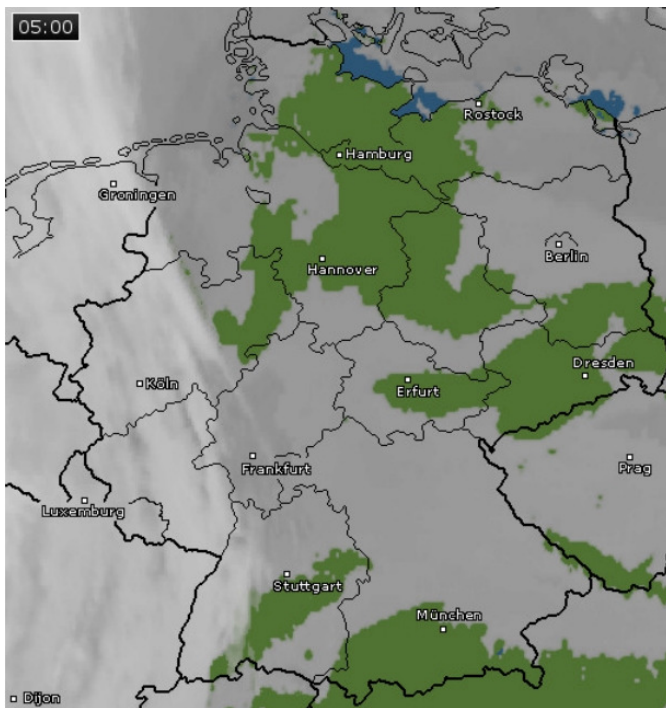 05:00
Rostock
Hamburg
Groningen
Berlin
Hannover
Dresden
Köln
Erfurt
Frankfurt
Prag
Luxemburg
Stuttgart
München
Dijon